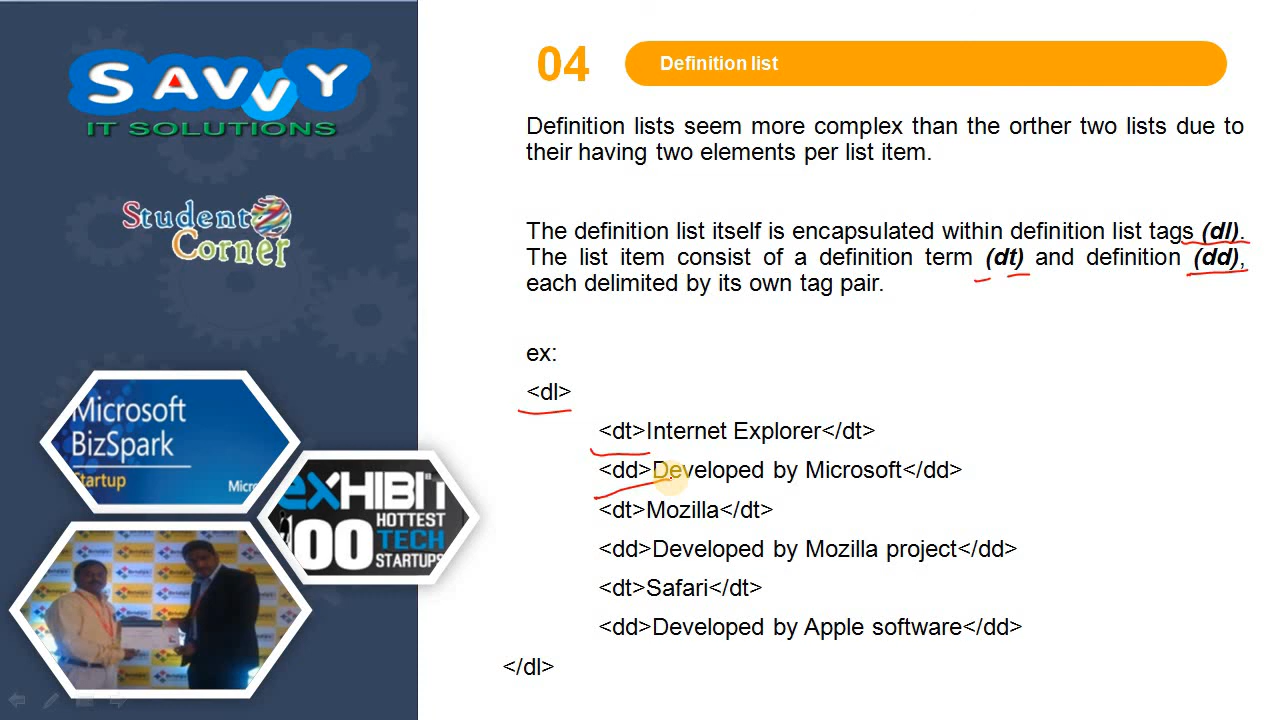 SAVVY
IT SOLUTIONS
Student
Corner
Microsoft
BizSpark
Startup
Micros
eXHIBIT
100
HOTTEST
TECH
STARTUPS
04
Definition list
Definition lists seem more complex than the orther two lists due to
their having two elements per list item.
The definition list itself is encapsulated within definition list tags (dl).
The list item consist of a definition term (dt) and definition (dd),
each delimited by its own tag pair.
ex:
<dl>
<dt>Internet Explorer</dt>
<dd>Developed by Microsoft</dd>
<dt>Mozilla</dt>
<dd>Developed by Mozilla project</dd>
<dt>Safari</dt>
<dd>Developed by Apple software</dd>
</dl>